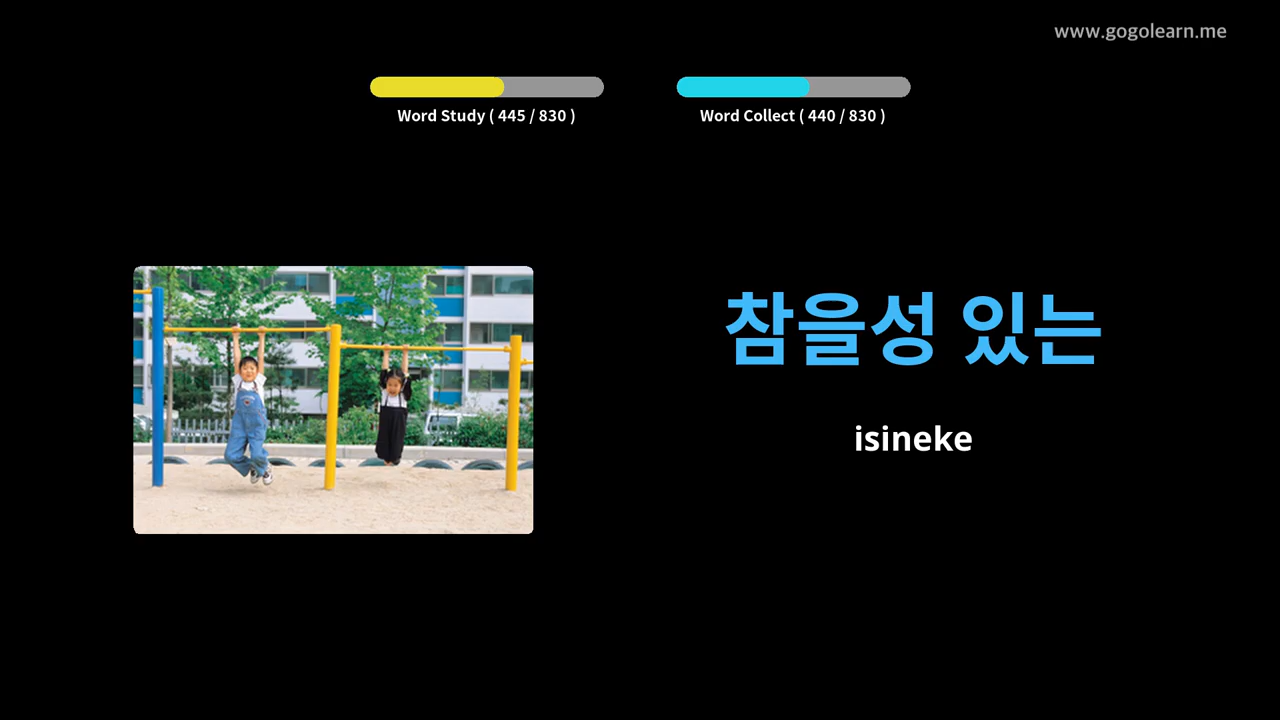 www.gogolearn.me
Word Study ( 445 / 830 )
Word Collect ( 440 / 830 )
참을성 있는
isineke